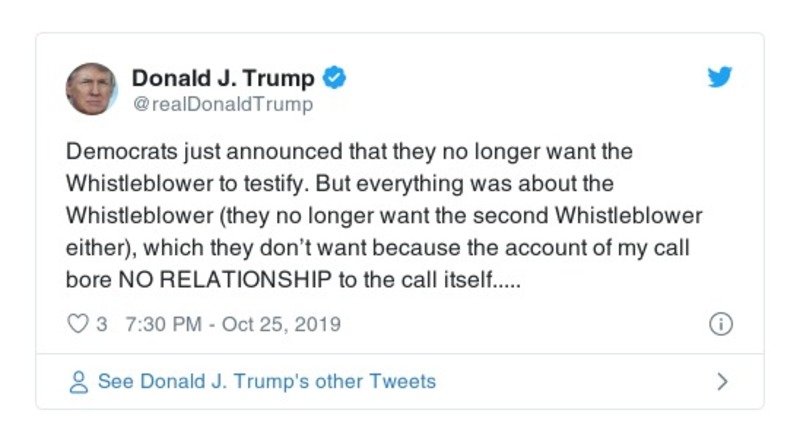 Donald J. Trump
@realDonaldTrump
Democrats just announced that they no longer want the
Whistleblower to testify. But everything was about the
Whistleblower (they no longer want the second Whistleblower
either), which they don’t want because the account of my call
bore NO RELATIONSHIP to the call itself.....
3 7:30 PM - Oct 25, 2019
See Donald J. Trump's other Tweets